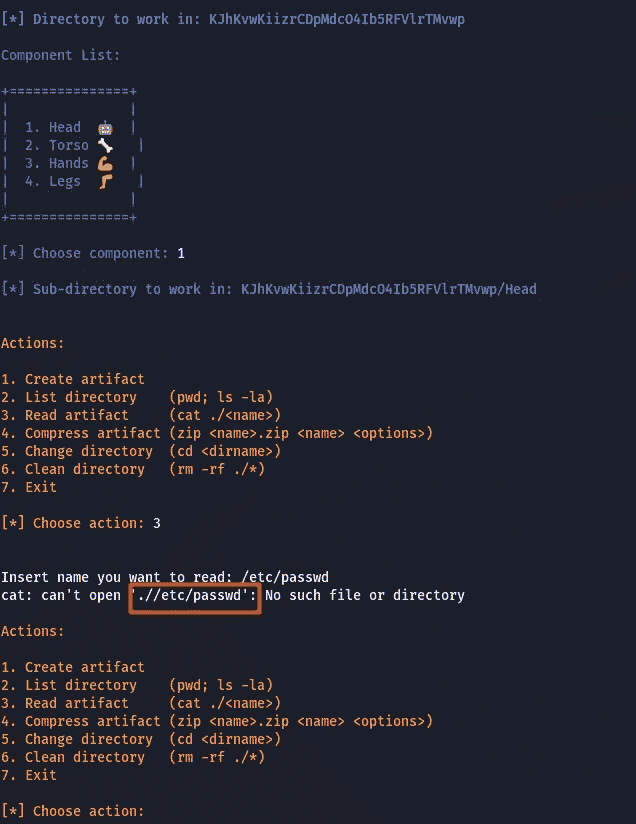 [*] Directory to work in: KJhKvwKiizrCDpMdcO4Ib5RFVlrTMvwp
Component List:
+===============+
|               |
|  1. Head  🤖  |
|  2. Torso 🦴   |
|  3. Hands 💪  |
|  4. Legs  🦵   |
|               |
+===============+
[*] Choose component: 1
[*] Sub-directory to work in: KJhKvwKiizrCDpMdcO4Ib5RFVlrTMvwp/Head
Actions:
1. Create artifact
2. List directory    (pwd; ls -la)
3. Read artifact     (cat ./<name>)
4. Compress artifact (zip <name>.zip <name> <options>)
5. Change directory  (cd <dirname>)
6. Clean directory   (rm -rf ./*)
7. Exit
[*] Choose action: 3
Insert name you want to read: /etc/passwd
cat: can't open './/etc/passwd': No such file or directory
Actions:
1. Create artifact
2. List directory    (pwd; ls -la)
3. Read artifact     (cat ./<name>)
4. Compress artifact (zip <name>.zip <name> <options>)
5. Change directory  (cd <dirname>)
6. Clean directory   (rm -rf ./*)
7. Exit
[*] Choose action: